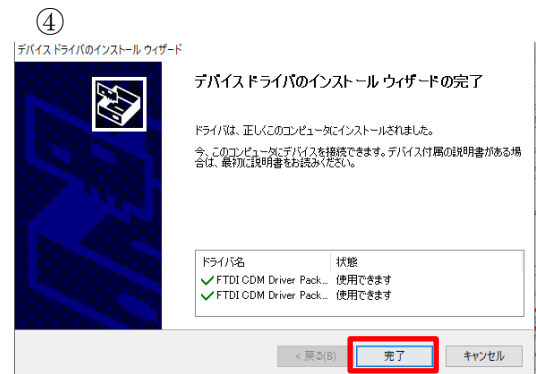 ④
デバイス ドライバのインストール ウィザード
デバイス ドライバのインストール ウィザードの完了
ドライバは、正しくこのコンピュータにインストールされました。
今、このコンピュータにデバイスを接続できます。デバイス付属の説明書がある場
合は、最初に説明書をお読みください。
ドライバ名 状態
FTDI CDM Driver Pack... 使用できます
FTDI CDM Driver Pack... 使用できます
< 戻る(B) 完了 キャンセル